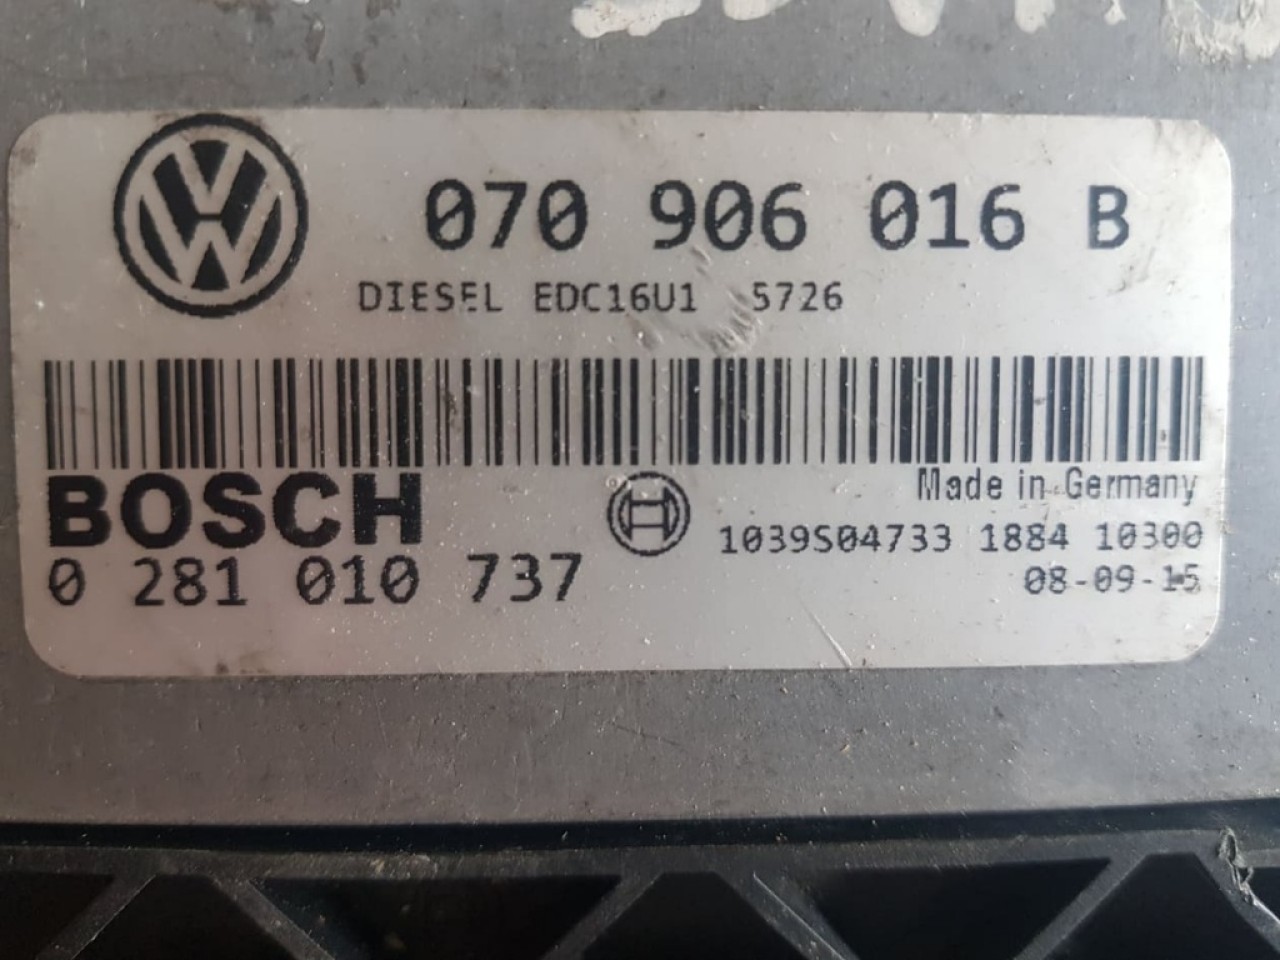 070 906 016 B
DIESEL EDC16U1 5726
BOSCH
Made in Germany
1039S04733 1884 10300
0 281 010 737
08-09-15